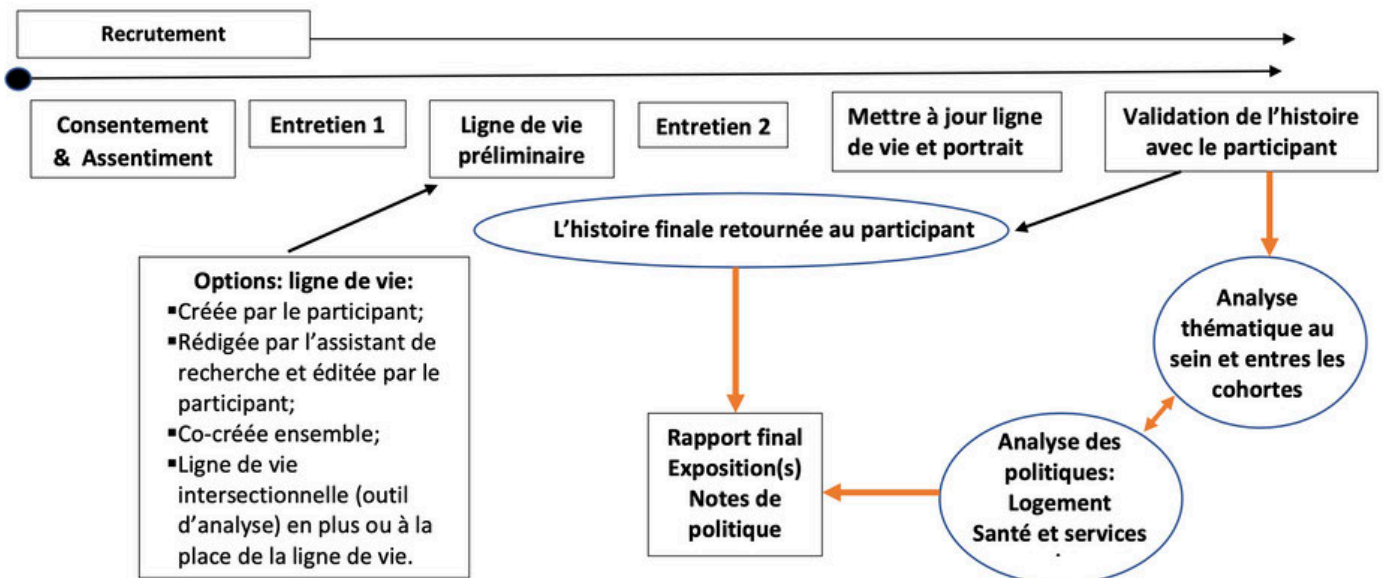 Recrutement
Consentement
& Assentiment
Entretien 1
Ligne de vie
préliminaire
Entretien 2
Mettre à jour ligne
de vie et portrait
Validation de l’histoire
avec le participant
L’histoire finale retournée au participant
Options: ligne de vie:
▪Créée par le participant;
▪Rédigée par l’assistant de
recherche et éditée par le
participant;
▪Co-créée ensemble;
▪Ligne de vie
intersectionnelle (outil
d’analyse) en plus ou à la
place de la ligne de vie.
Analyse
thématique au
sein et entres les
cohortes
Rapport final
Exposition(s)
Notes de
politique
Analyse des
politiques:
Logement
Santé et services